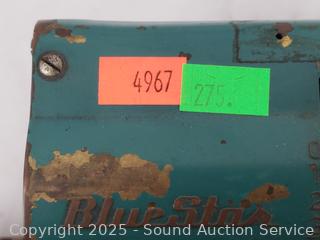 4967
275.
Blue Star
Copyright 2025 - Sound Auction Service